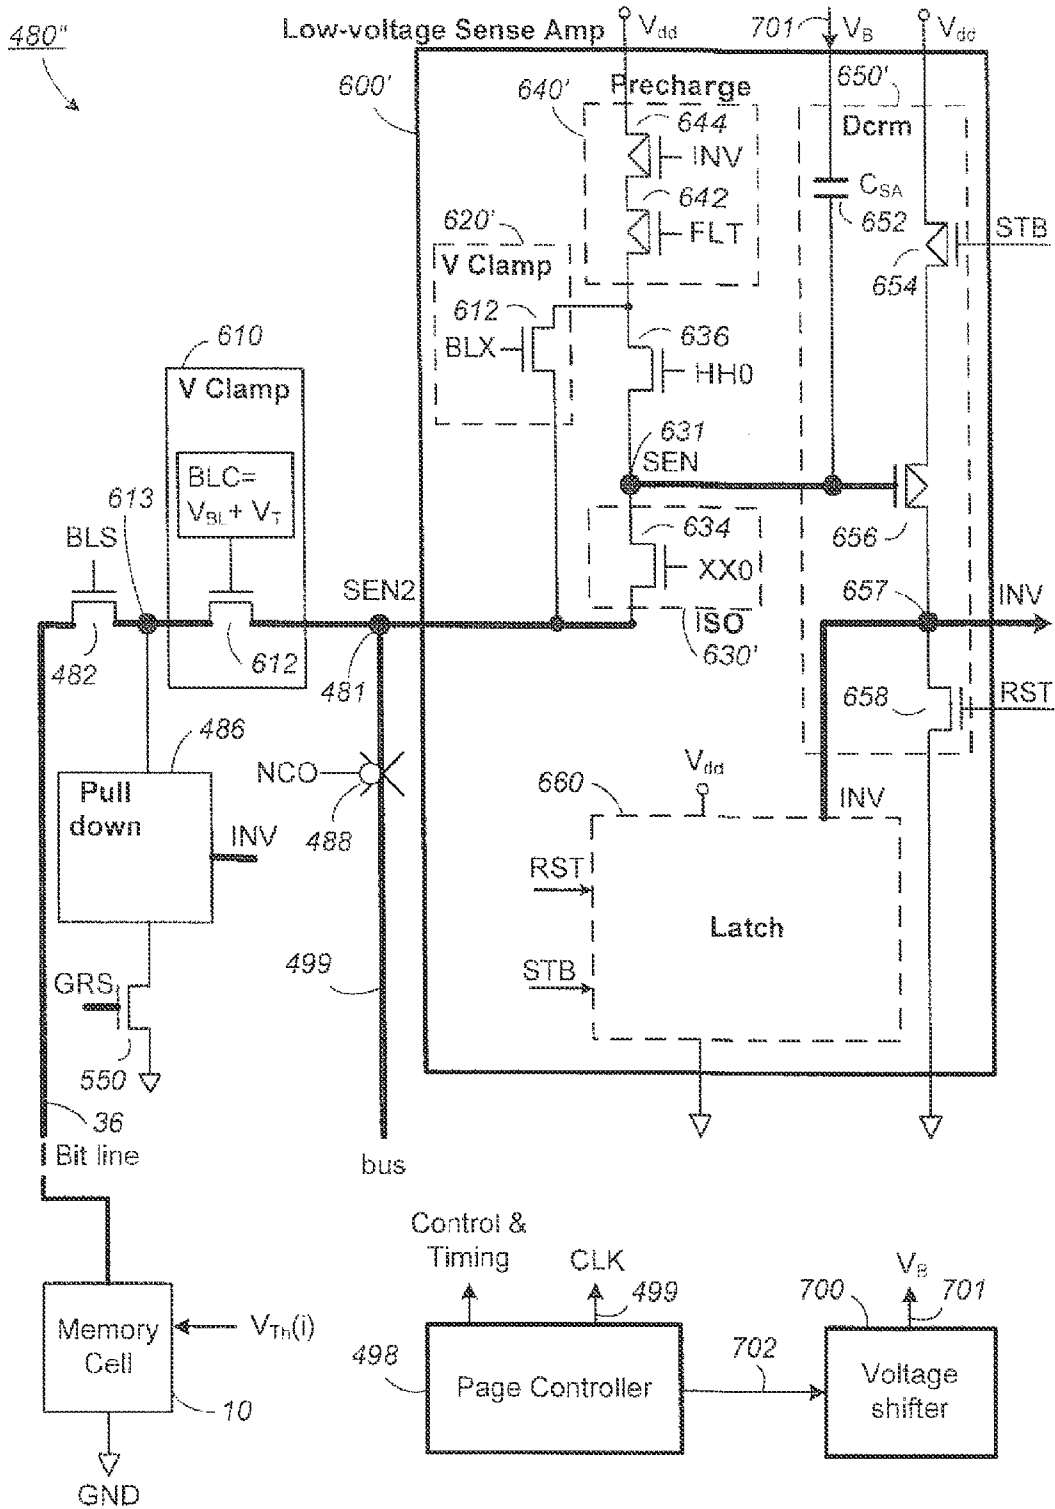 480"
Low-voltage Sense Amp
Vdd
701
VB
Vdd
600'
640'
Precharge
650'
644
INV
Dcrm
642
FLT
CSA
652
620'
V Clamp
STB
654
612
BLX
636
HH0
610
V Clamp
631
SEN
BLC=
VBL+ VT
613
634
656
BLS
XX0
SEN2
657
INV
ISO
630'
482
612
481
658
RST
486
Vdd
Pull
down
NCO
660
INV
INV
488
RST
Latch
499
STB
GRS
550
36
Bit line
bus
Control &
Timing
CLK
VB
499
700
701
Memory
Cell
VTh(i)
498
702
Page Controller
Voltage
shifter
10
GND